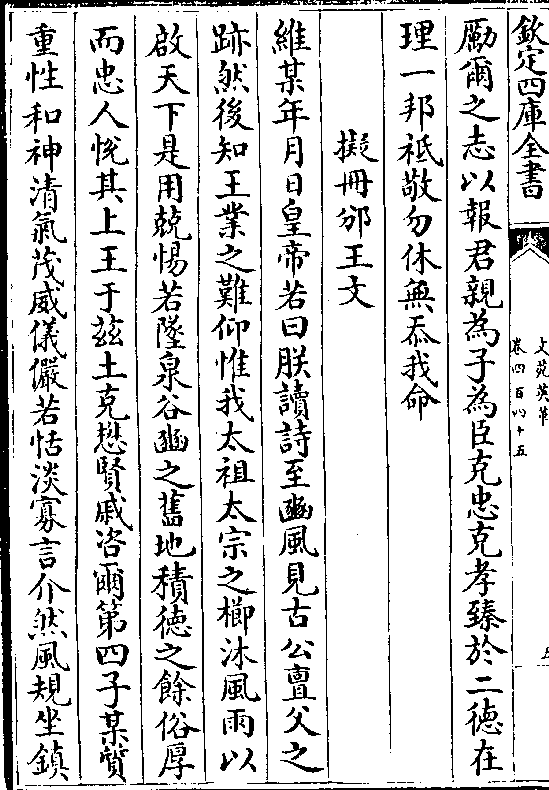 欽定四庫全書
文苑英華
卷四百四十五
勵爾之志以報君親為子為臣克忠克孝臻於二徳在
理一邦祗敬勿休無忝我命
擬冊邠王文
維某年月日皇帝若曰朕讀詩至豳風見古公亶父之
跡然後知王業之難仰惟我太祖太宗之櫛沐風雨以
啟天下是用兢惕若墜泉谷豳之舊地積徳之餘俗厚
而忠人恱其上王于兹土克懋賢戚咨爾第四子某質
重性和神清氣茂威儀儼若恬淡寡言介然風規坐鎮